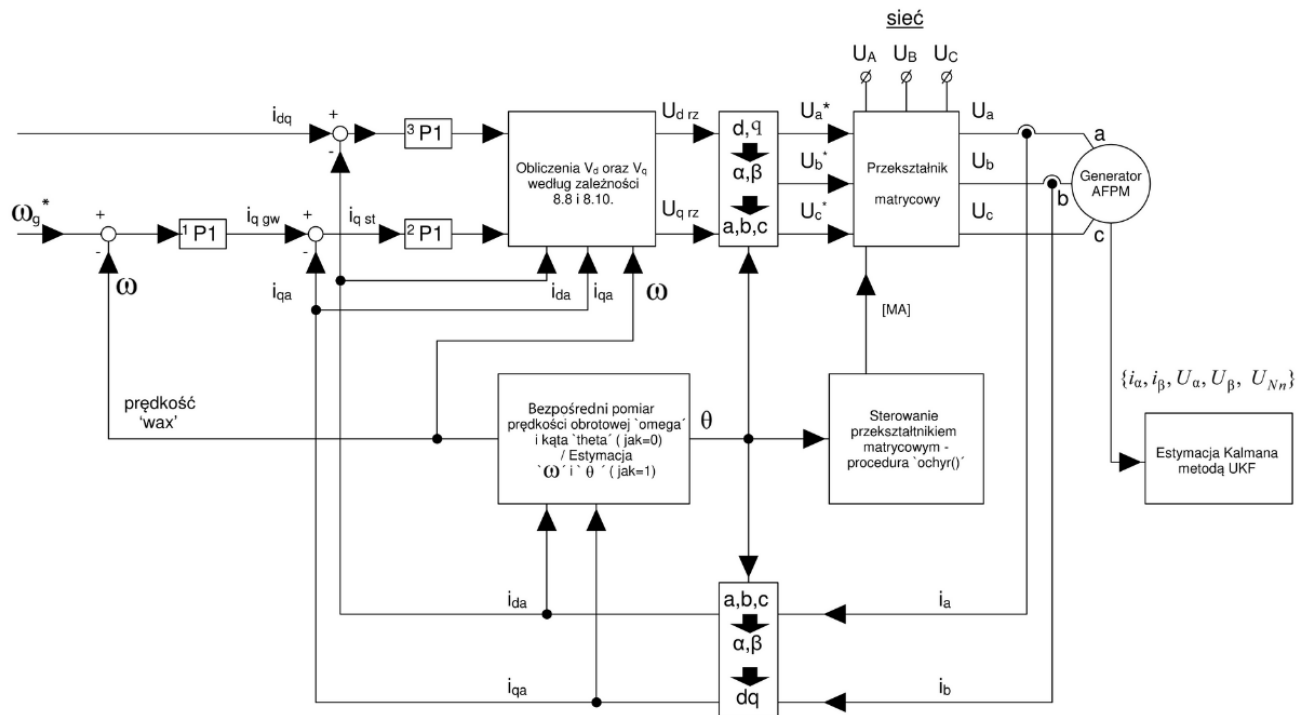 sieć
U_A U_B U_C
i_dq
+
-
³ P1
Obliczenia V_d oraz V_q
według zależności
8.8 i 8.10.
U_d rz
U_q rz
d,q
α,β
a,b,c
U_a*
U_b*
U_c*
Przekształnik
matrycowy
U_a
U_b
U_c
a
b
c
Generator
AFPM
ω_g*
+
-
ω
¹ P1
i_q gw
+
-
i_qa
i_q st
² P1
i_da
i_qa
ω
[MA]
{i_α, i_β, U_α, U_β, U_Nn}
prędkość
‘wax’
Bezpośredni pomiar
prędkości obrotowej `omega´
i kąta `theta´ ( jak=0)
/ Estymacja
`ω´ i ` θ ´ ( jak=1)
θ
Sterowanie
przekształtnikiem
matrycowym -
procedura `ochyr()´
Estymacja Kalmana
metodą UKF
i_da
a,b,c
α,β
dq
i_a
i_qa
i_b